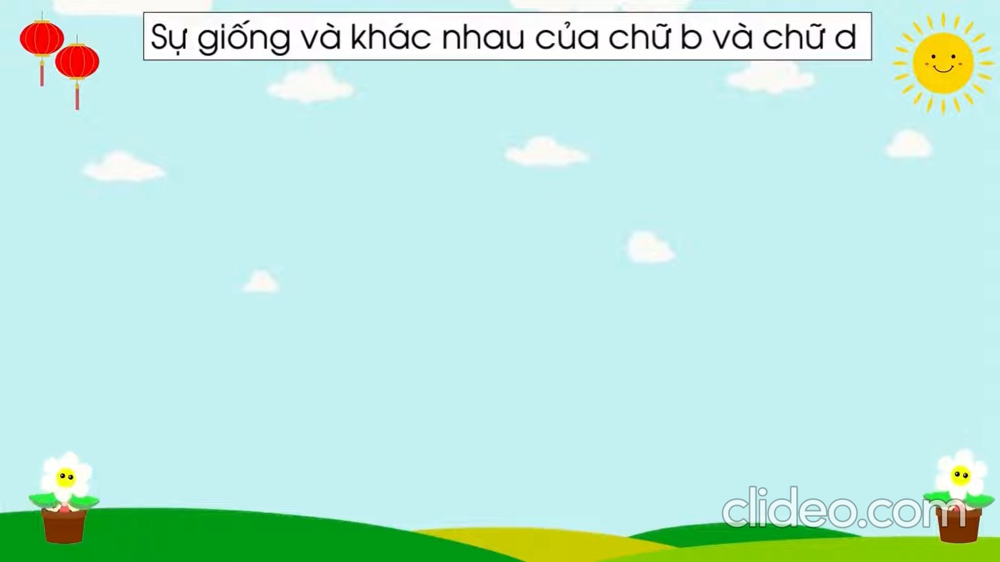 Sự giống và khác nhau của chữ b và chữ d
clideo.com